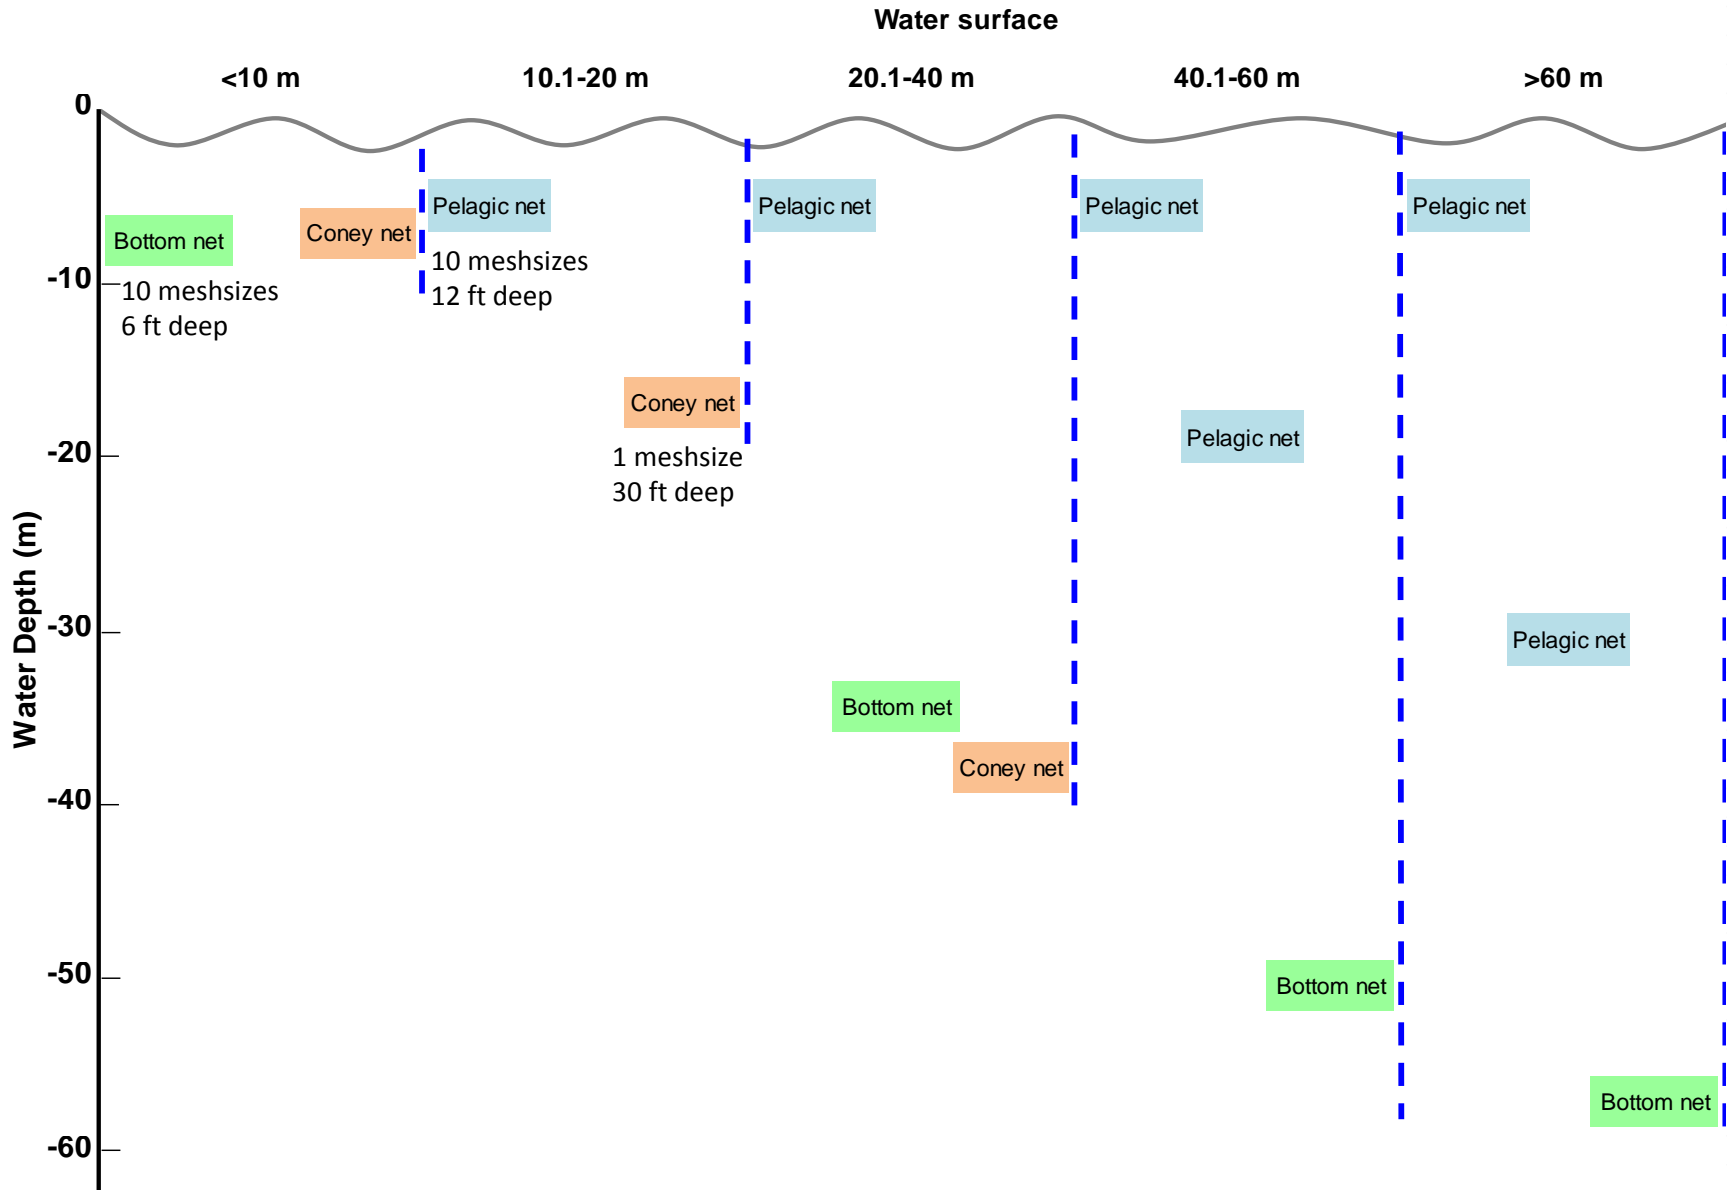 Water surface
<10 m
10.1-20 m
20.1-40 m
40.1-60 m
>60 m
0
-10
-20
-30
-40
-50
-60
Water Depth (m)
Bottom net
10 meshsizes
6 ft deep
Coney net
Pelagic net
10 meshsizes
12 ft deep
Coney net
1 meshsize
30 ft deep
Pelagic net
Bottom net
Coney net
Pelagic net
Pelagic net
Bottom net
Pelagic net
Pelagic net
Bottom net